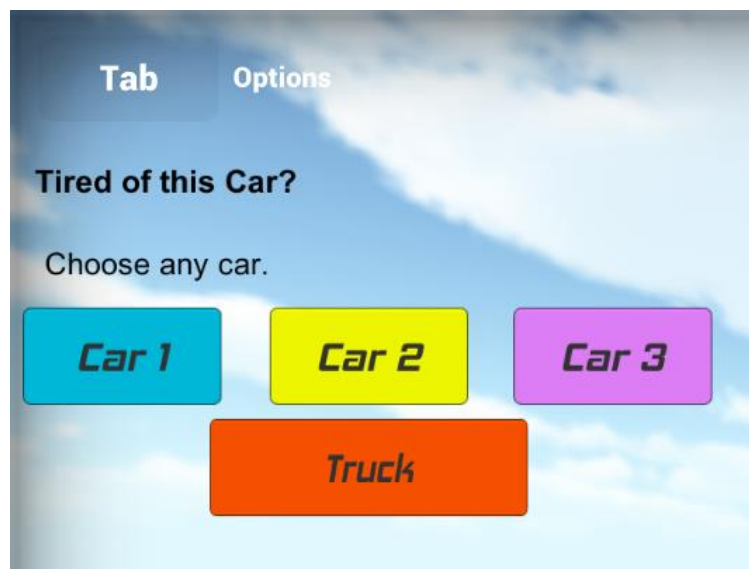 Tab Options
Tired of this Car?
Choose any car.
Car 1 Car 2 Car 3
Truck